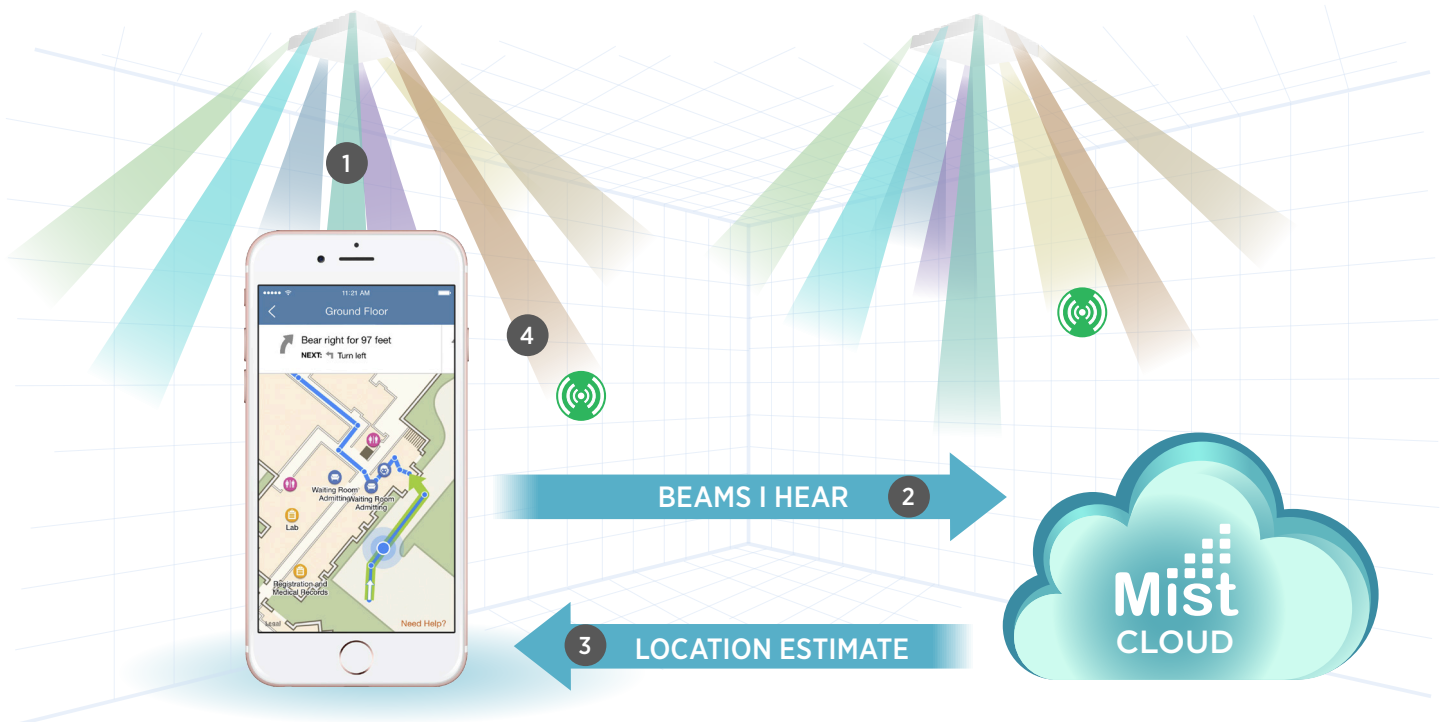 1
11:21 AM
Ground Floor
Bear right for 97 feet
NEXT: Turn left
4
Waiting Room
Admitting
Waiting Room
Admitting
Lab
Registration and
Medical Records
Legal
Need Help?
BEAMS I HEAR 2
3 LOCATION ESTIMATE
Mist
CLOUD